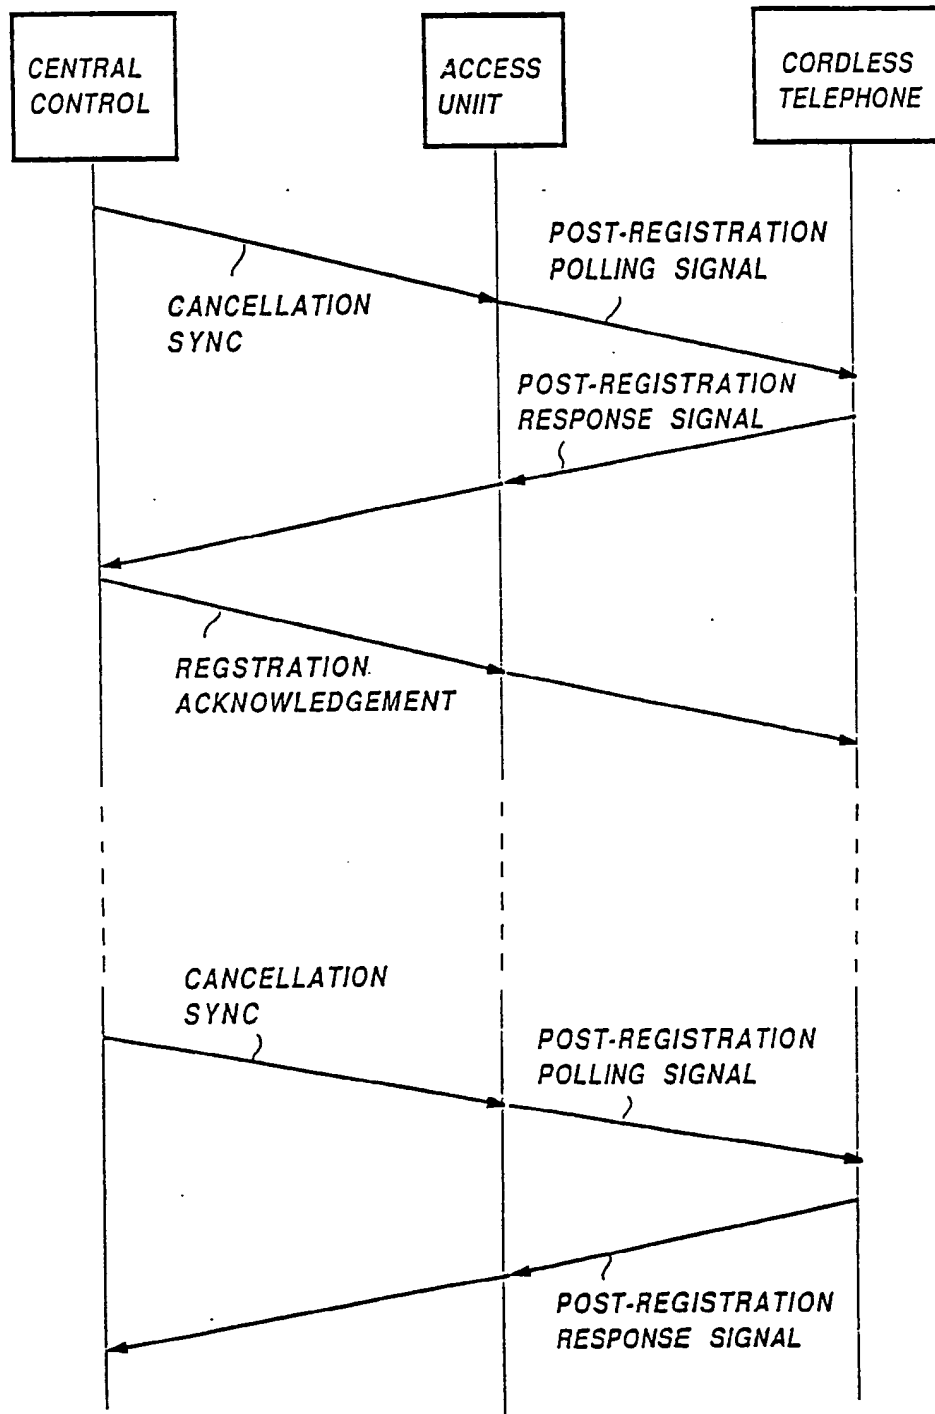 CENTRAL
CONTROL
ACCESS
UNIIT
CORDLESS
TELEPHONE
POST-REGISTRATION
POLLING SIGNAL
CANCELLATION
SYNC
POST-REGISTRATION
RESPONSE SIGNAL
REGSTRATION
ACKNOWLEDGEMENT
CANCELLATION
SYNC
POST-REGISTRATION
POLLING SIGNAL
POST-REGISTRATION
RESPONSE SIGNAL